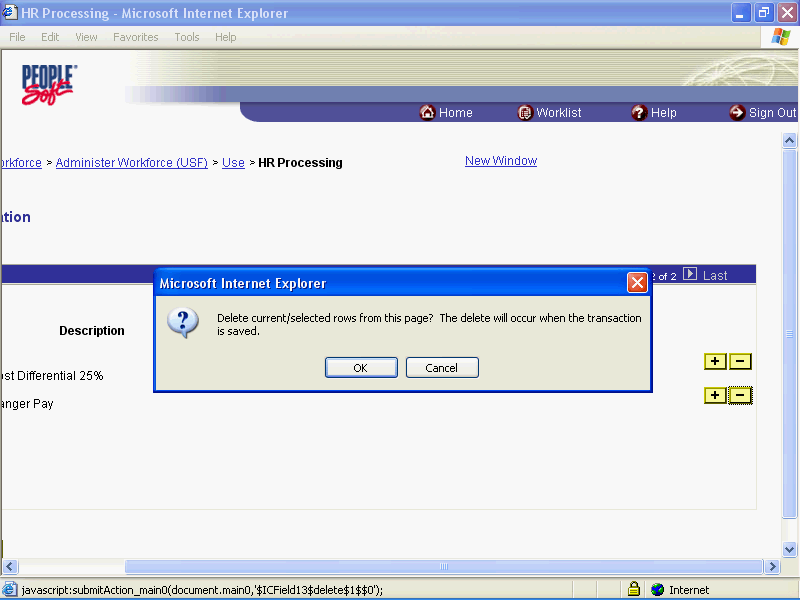 HR Processing - Microsoft Internet Explorer
File Edit View Favorites Tools Help
PEOPLE
Soft
Home Worklist Help Sign Out
orkforce > Administer Workforce (USF) > Use > HR Processing
New Window
ation
2 of 2 Last
Microsoft Internet Explorer
Delete current/selected rows from this page? The delete will occur when the transaction
is saved.
OK Cancel
Description
ost Differential 25%
+ −
anger Pay
+ −
javascript:submitAction_main0(document.main0,'$ICField13$delete$1$$0'); Internet